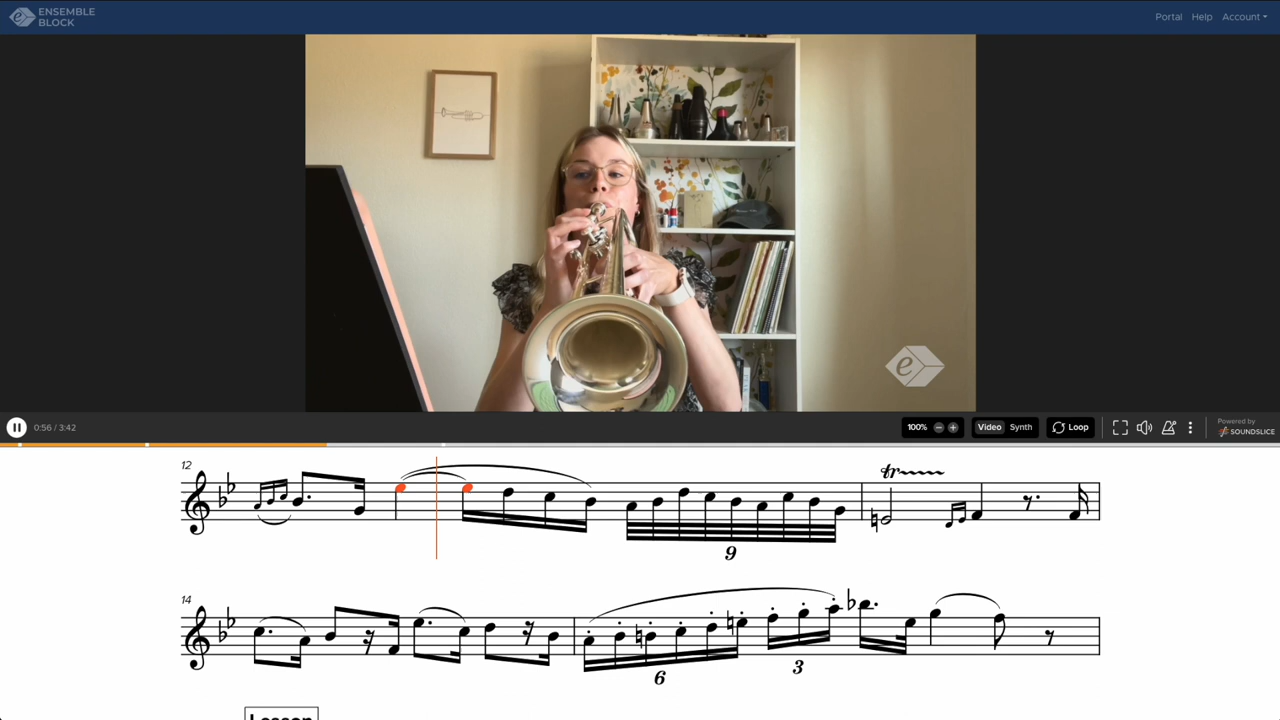 ENSEMBLE
BLOCK
Portal Help Account
e
0:56 / 3:42
100%
Video Synth
Loop
Powered by
SOUNDSLICE
12
tr
9
14
6
3
Lesson